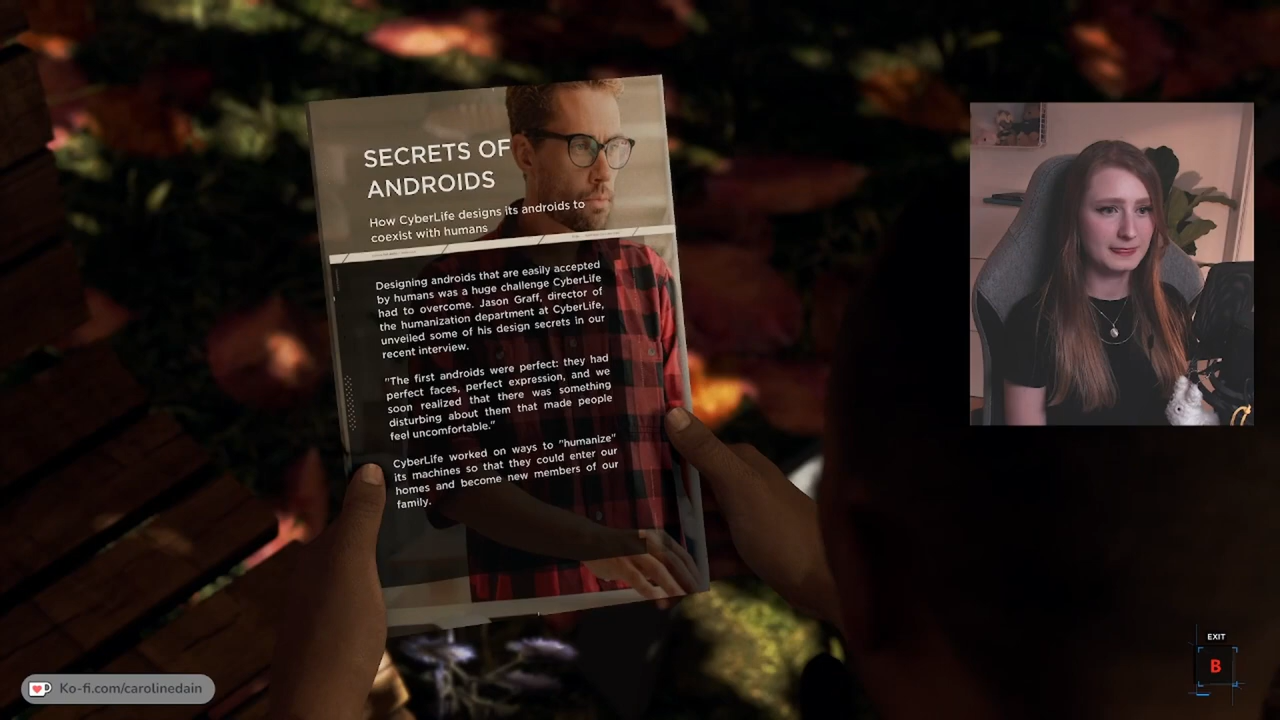 SECRETS OF
ANDROIDS
How CyberLife designs its androids to
coexist with humans
Designing androids that are easily accepted
by humans was a huge challenge CyberLife
had to overcome. Jason Graff, director of
the humanization department at CyberLife,
unveiled some of his design secrets in our
recent interview.
"The first androids were perfect: they had
perfect faces, perfect expression, and we
soon realized that there was something
disturbing about them that made people
feel uncomfortable."
CyberLife worked on ways to "humanize"
its machines so that they could enter our
homes and become new members of our
family.
EXIT
B
Ko-fi.com/carolinedain